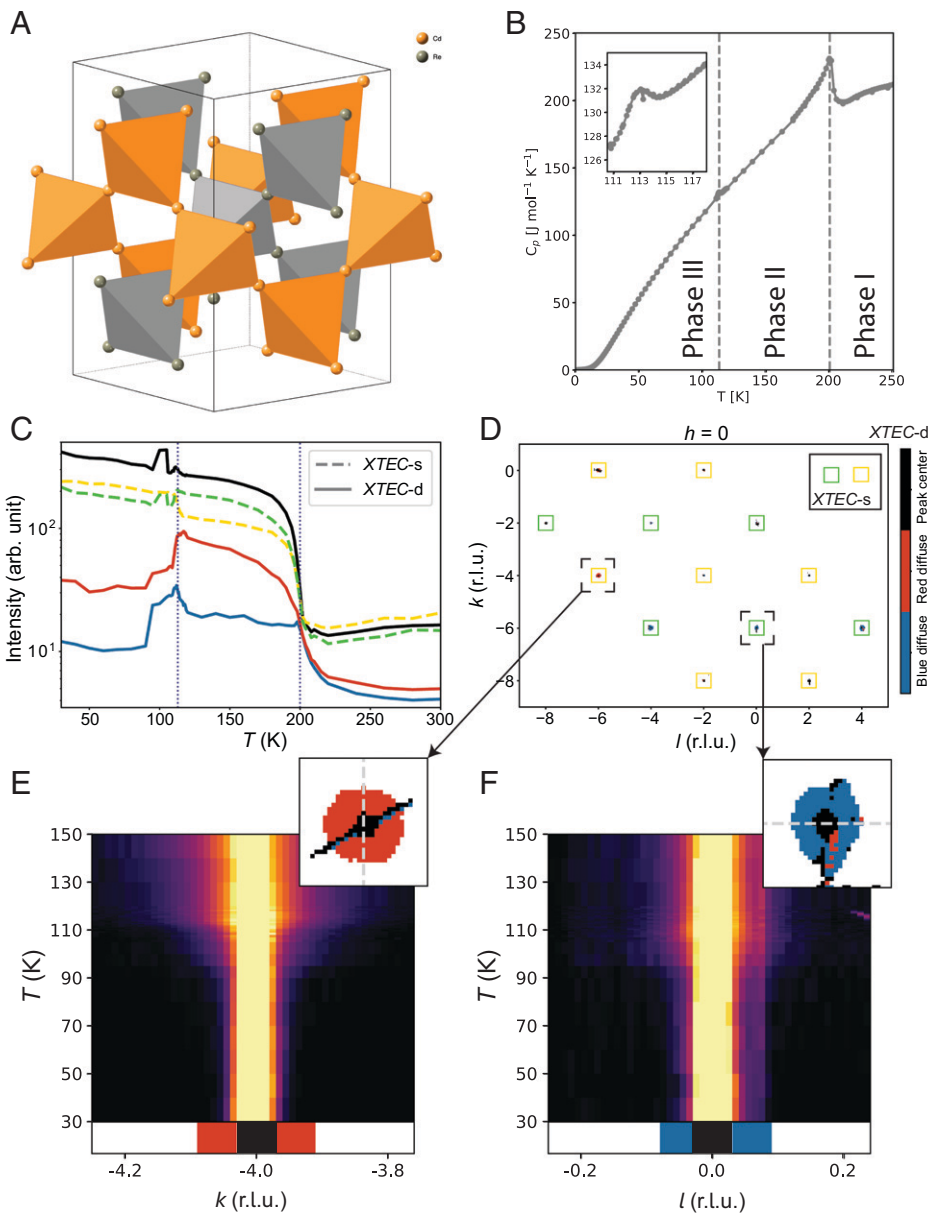 A
Cd
Re
B
250
200
150
100
50
0
C_p [J mol⁻¹ K⁻¹]
134
132
130
128
126
111
113
115
117
Phase III
Phase II
Phase I
0
50
100
150
200
250
T [K]
C
Intensity (arb. unit)
10²
10¹
XTEC-s
XTEC-d
50
100
150
200
250
300
T (K)
D
h = 0
XTEC-d
XTEC-s
k (r.l.u.)
0
−2
−4
−6
−8
−8
−6
−4
−2
0
2
4
l (r.l.u.)
Peak center
Red diffuse
Blue diffuse
E
T (K)
150
130
110
90
70
50
30
-4.2
-4.0
-3.8
k (r.l.u.)
F
T (K)
150
130
110
90
70
50
30
-0.2
0.0
0.2
l (r.l.u.)